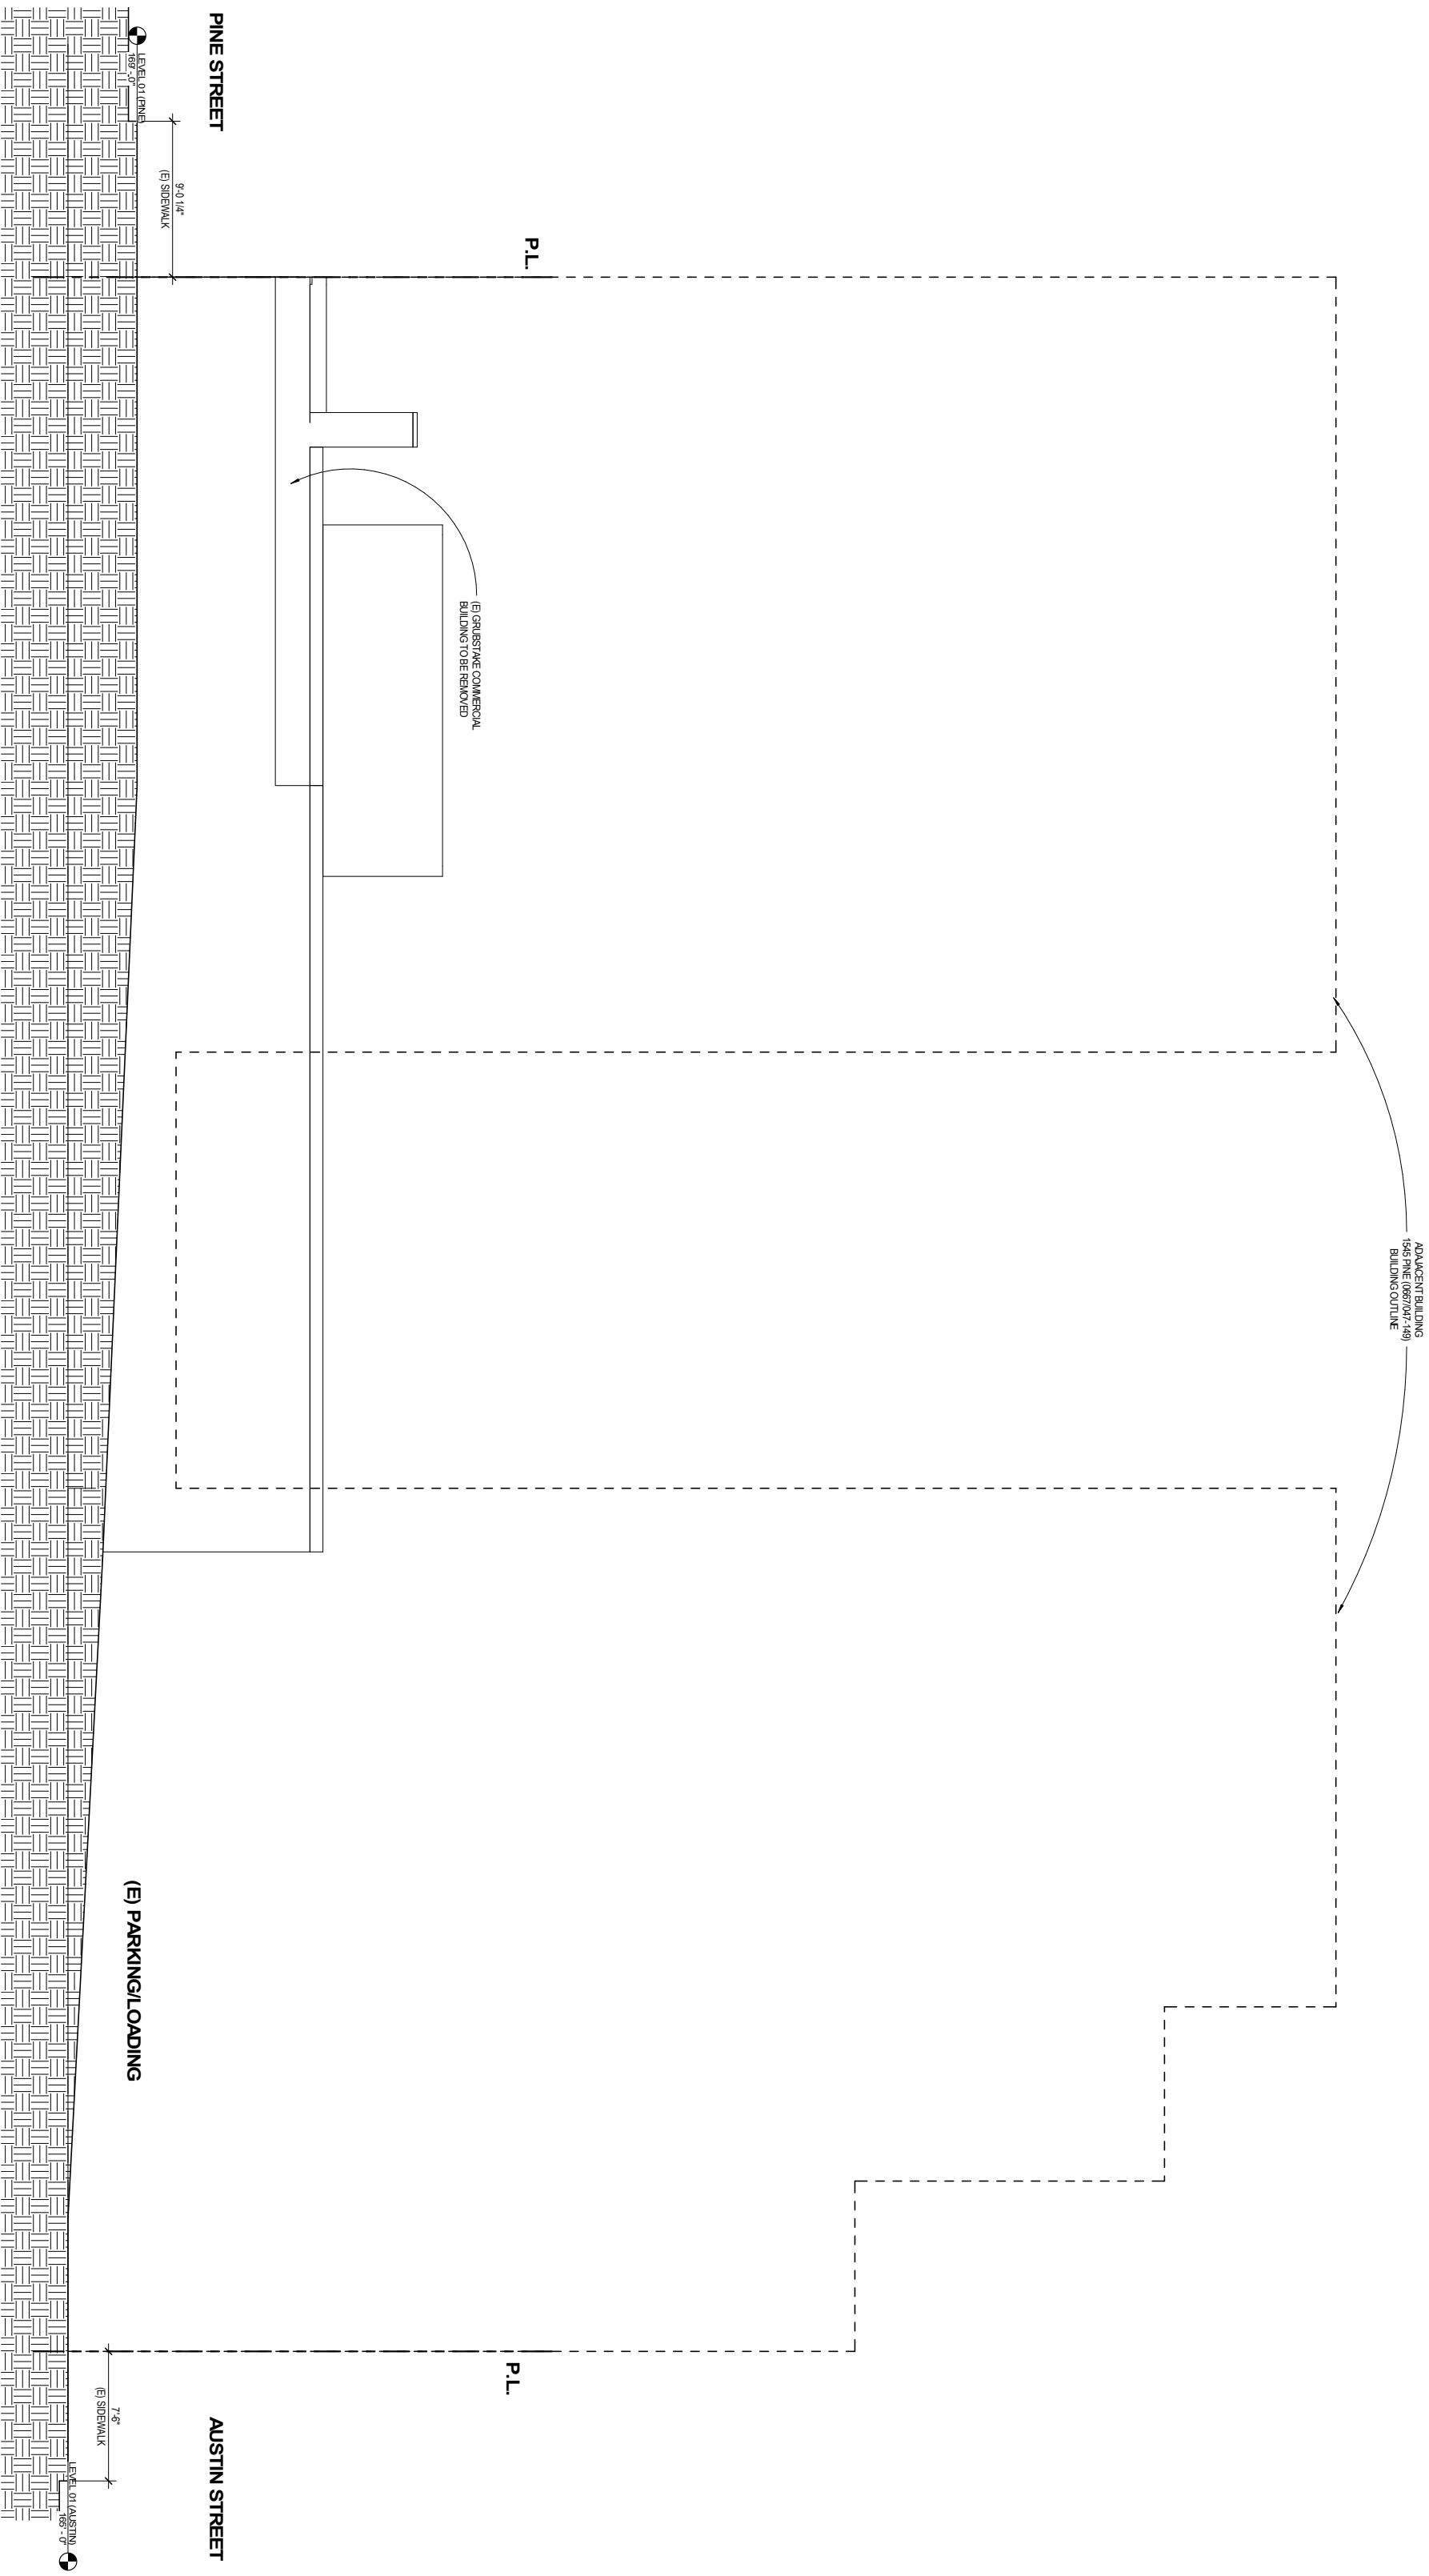 ADAJACENT BUILDING
1545 PINE (0667/047-149)
BUILDING OUTLINE
P.L.
P.L.
(E) GRUBSTAKE COMMERCIAL
BUILDING TO BE REMOVED
PINE STREET
AUSTIN STREET
9'-0 1/4"
(E) SIDEWALK
LEVEL 01 (PINE)
169' - 0"
(E) PARKING/LOADING
7'-6"
(E) SIDEWALK
LEVEL 01 (AUSTIN)
165' - 0"